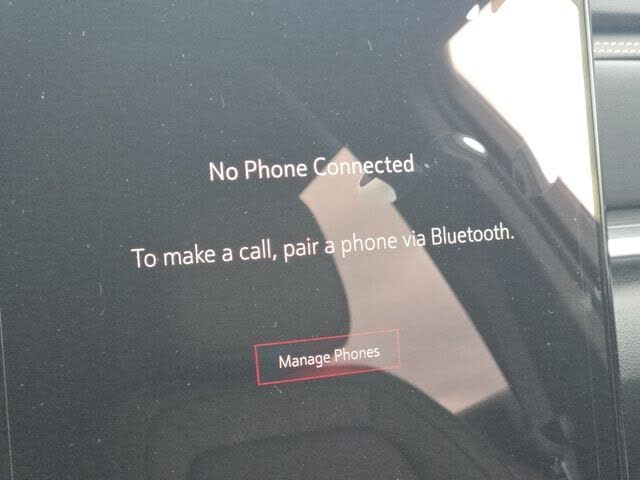 No Phone Connected
To make a call, pair a phone via Bluetooth.
Manage Phones